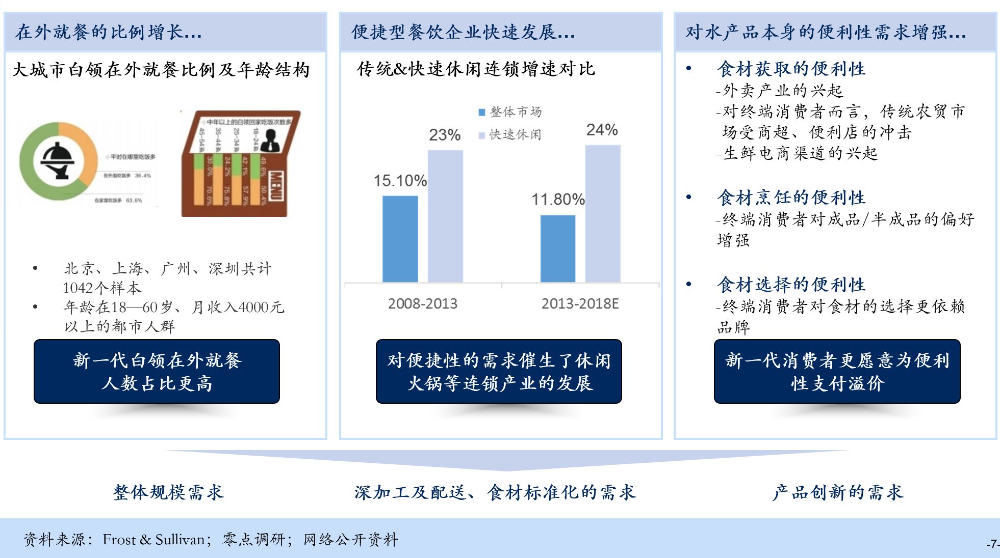 在外就餐的比例增长...
大城市白领在外就餐比例及年龄结构
平时在哪里吃饭多
在外面吃饭多 36.4%
在家里吃饭多 63.6%
中年以上的白领回家吃饭次数多
45-54岁
35-44岁
25-34岁
18-24岁
30.0% 70.0%
24.2% 75.8%
42.1% 57.9%
49.6% 50.4%
MENU
• 北京、上海、广州、深圳共计
1042个样本
• 年龄在18—60岁、月收入4000元
以上的都市人群
新一代白领在外就餐
人数占比更高
便捷型餐饮企业快速发展...
传统&快速休闲连锁增速对比
整体市场
快速休闲
15.10%
23%
11.80%
24%
2008-2013
2013-2018E
对便捷性的需求催生了休闲
火锅等连锁产业的发展
对水产品本身的便利性需求增强...
• 食材获取的便利性
-外卖产业的兴起
-对终端消费者而言，传统农贸市
场受商超、便利店的冲击
-生鲜电商渠道的兴起
• 食材烹饪的便利性
-终端消费者对成品/半成品的偏好
增强
• 食材选择的便利性
-终端消费者对食材的选择更依赖
品牌
新一代消费者更愿意为便利
性支付溢价
整体规模需求
深加工及配送、食材标准化的需求
产品创新的需求
资料来源：Frost & Sullivan；零点调研；网络公开资料
-7-